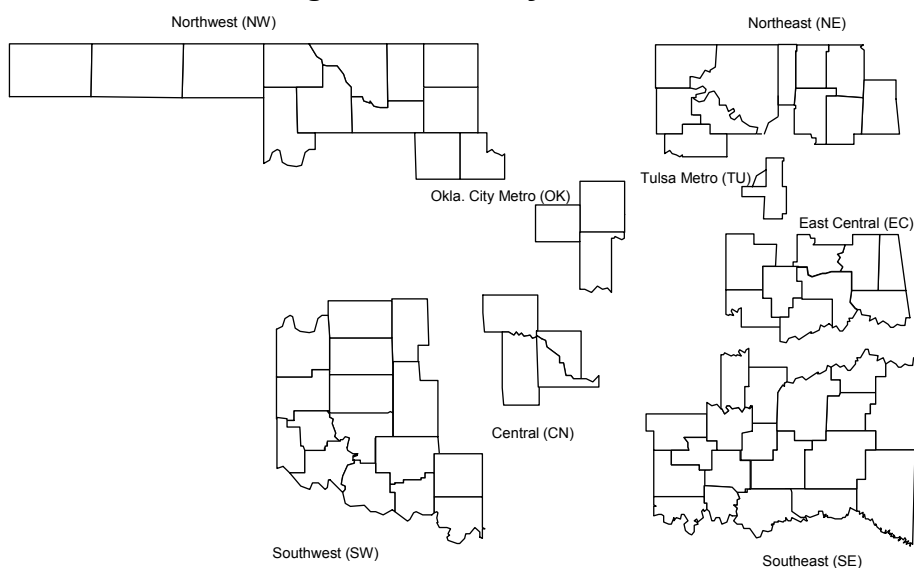 Northwest (NW)
Northeast (NE)
Tulsa Metro (TU)
Okla. City Metro (OK)
East Central (EC)
Central (CN)
Southwest (SW)
Southeast (SE)